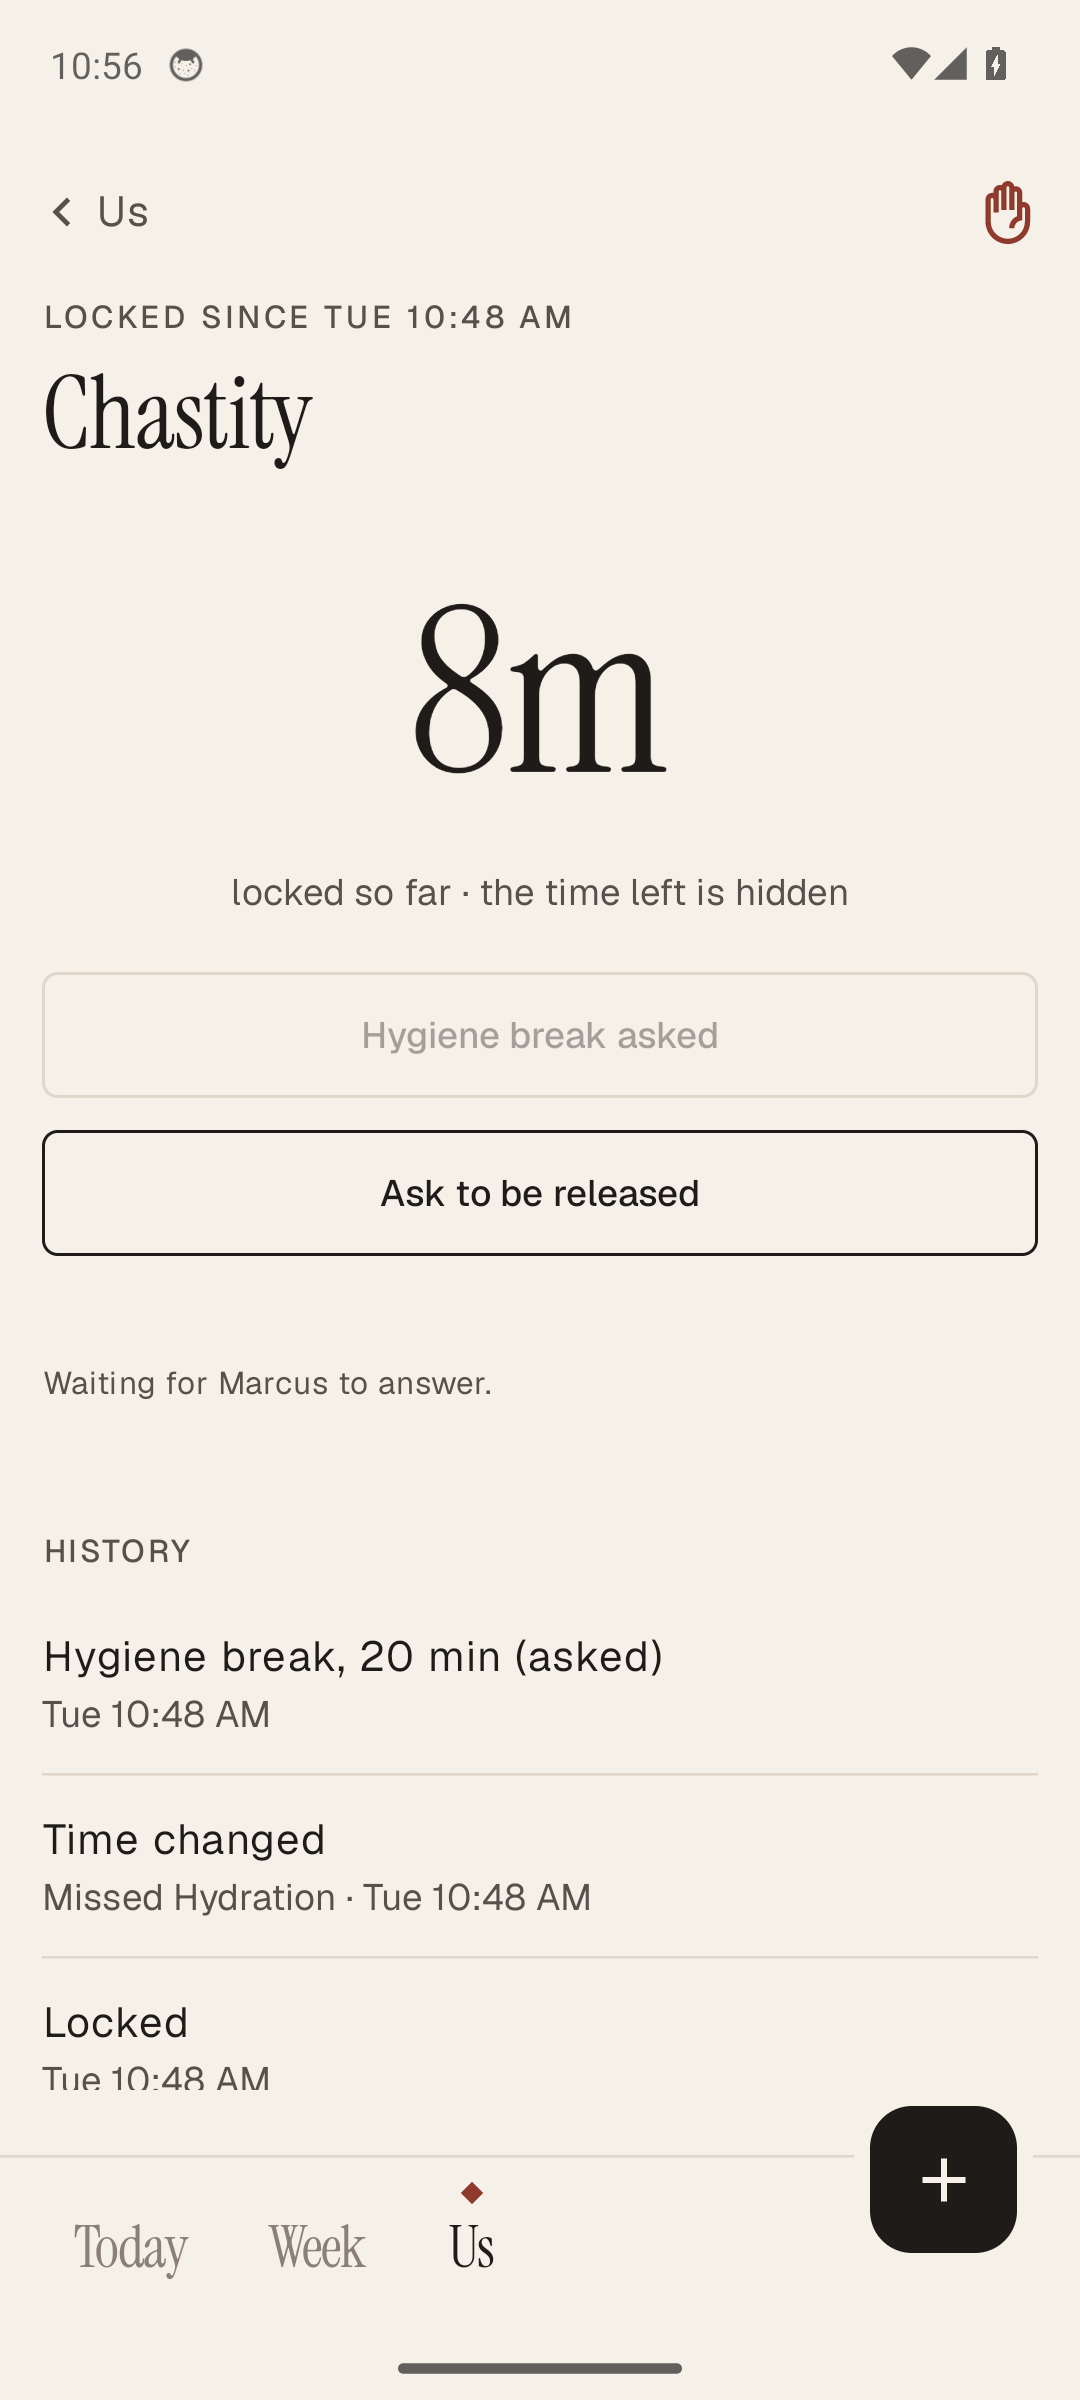 10:56
Us
LOCKED SINCE TUE 10:48 AM
Chastity
8m
locked so far · the time left is hidden
Hygiene break asked
Ask to be released
Waiting for Marcus to answer.
HISTORY
Hygiene break, 20 min (asked)
Tue 10:48 AM
Time changed
Missed Hydration · Tue 10:48 AM
Locked
Tue 10:48 AM
Today Week Us